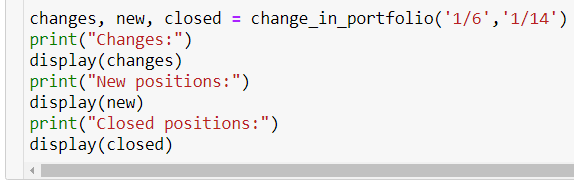 changes, new, closed = change_in_portfolio('1/6','1/14')
print("Changes:")
display(changes)
print("New positions:")
display(new)
print("Closed positions:")
display(closed)